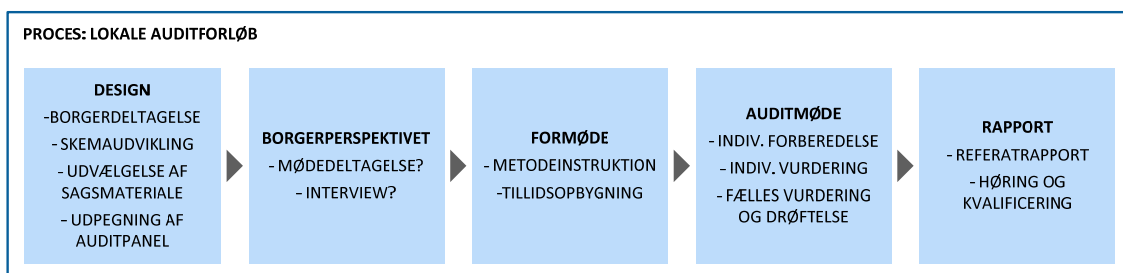 PROCES: LOKALE AUDITFORLØB
DESIGN
-BORGERDELTAGELSE
- SKEMAUDVIKLING
- UDVÆLGELSE AF
SAGSMATERIALE
- UDPEGNING AF
AUDITPANEL
BORGERPERSPEKTIVET
- MØDEDELTAGELSE?
- INTERVIEW?
FORMØDE
- METODEINSTRUKTION
-TILLIDSOPBYGNING
AUDITMØDE
- INDIV. FORBEREDELSE
- INDIV. VURDERING
- FÆLLES VURDERING
OG DRØFTELSE
RAPPORT
- REFERATRAPPORT
- HØRING OG
KVALIFICERING